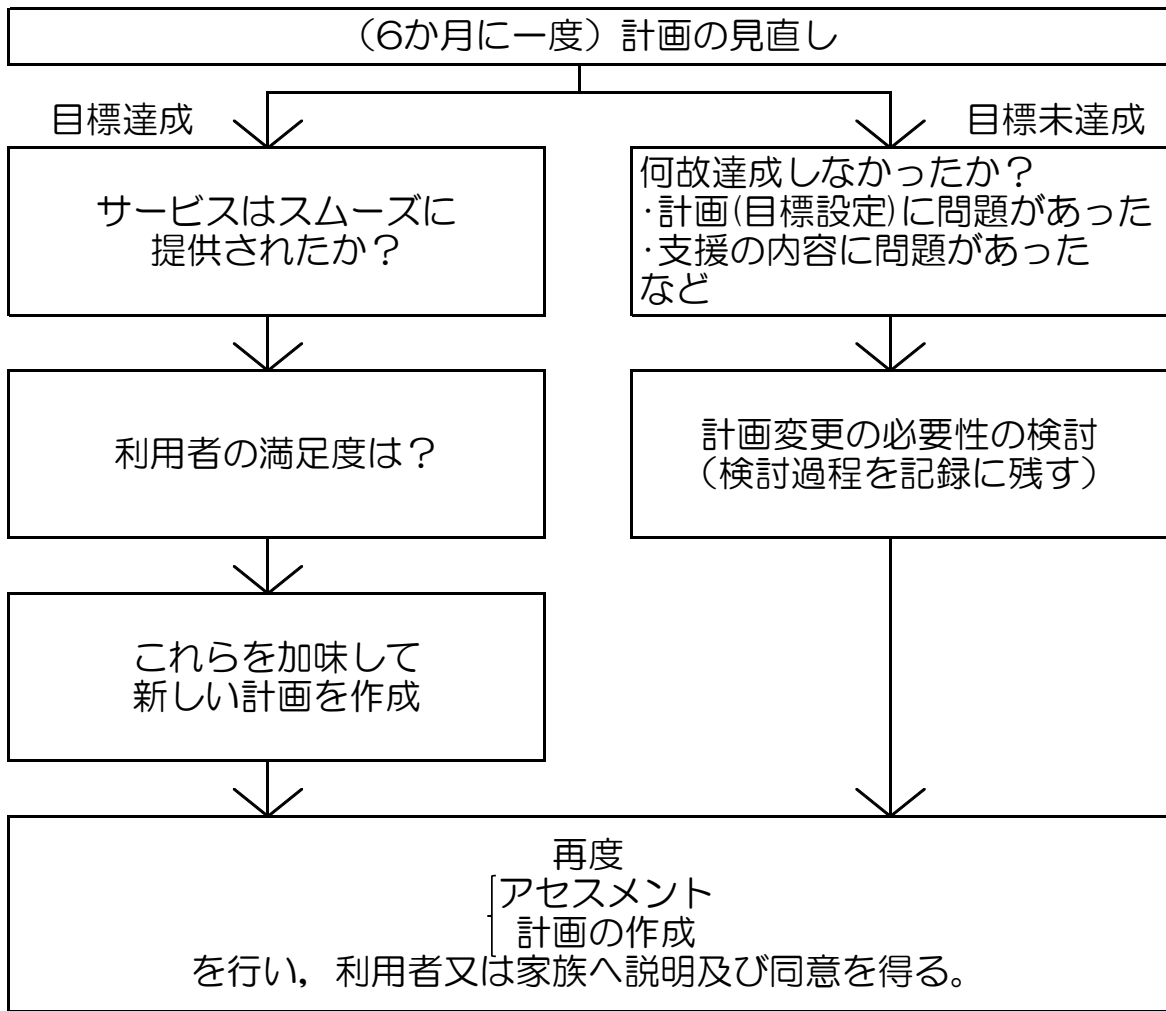 （6か月に一度）計画の見直し
目標達成
目標未達成
サービスはスムーズに
提供されたか？
何故達成しなかったか？
・計画(目標設定)に問題があった
・支援の内容に問題があった
など
利用者の満足度は？
計画変更の必要性の検討
（検討過程を記録に残す）
これらを加味して
新しい計画を作成
再度
アセスメント
計画の作成
を行い，利用者又は家族へ説明及び同意を得る。